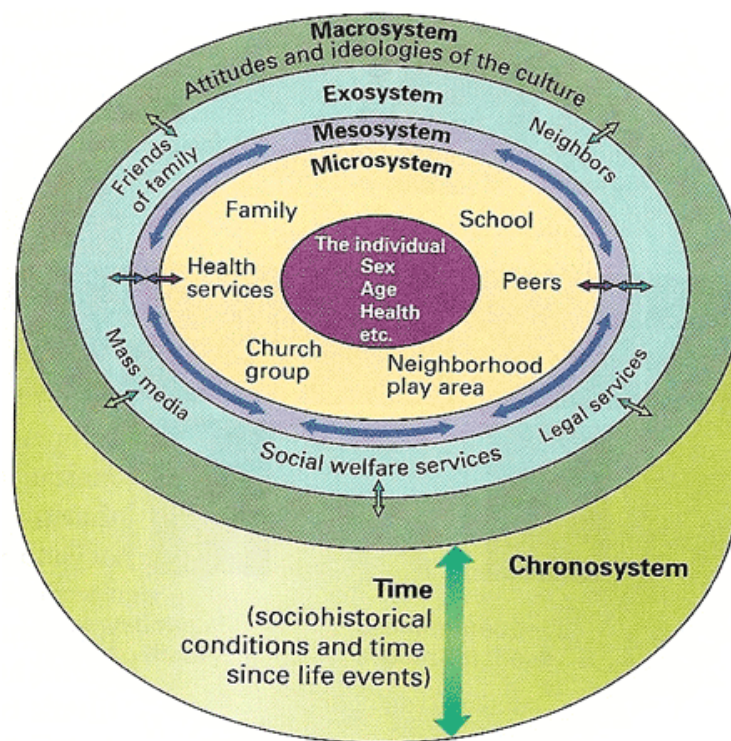 Macrosystem
Attitudes and ideologies of the culture
Exosystem
Mesosystem
Microsystem
Friends
of family
Neighbors
Family
School
The individual
Sex
Age
Health
etc.
Health
services
Peers
Church
group
Neighborhood
play area
Mass media
Legal services
Social welfare services
Chronosystem
Time
(sociohistorical
conditions and time
since life events)